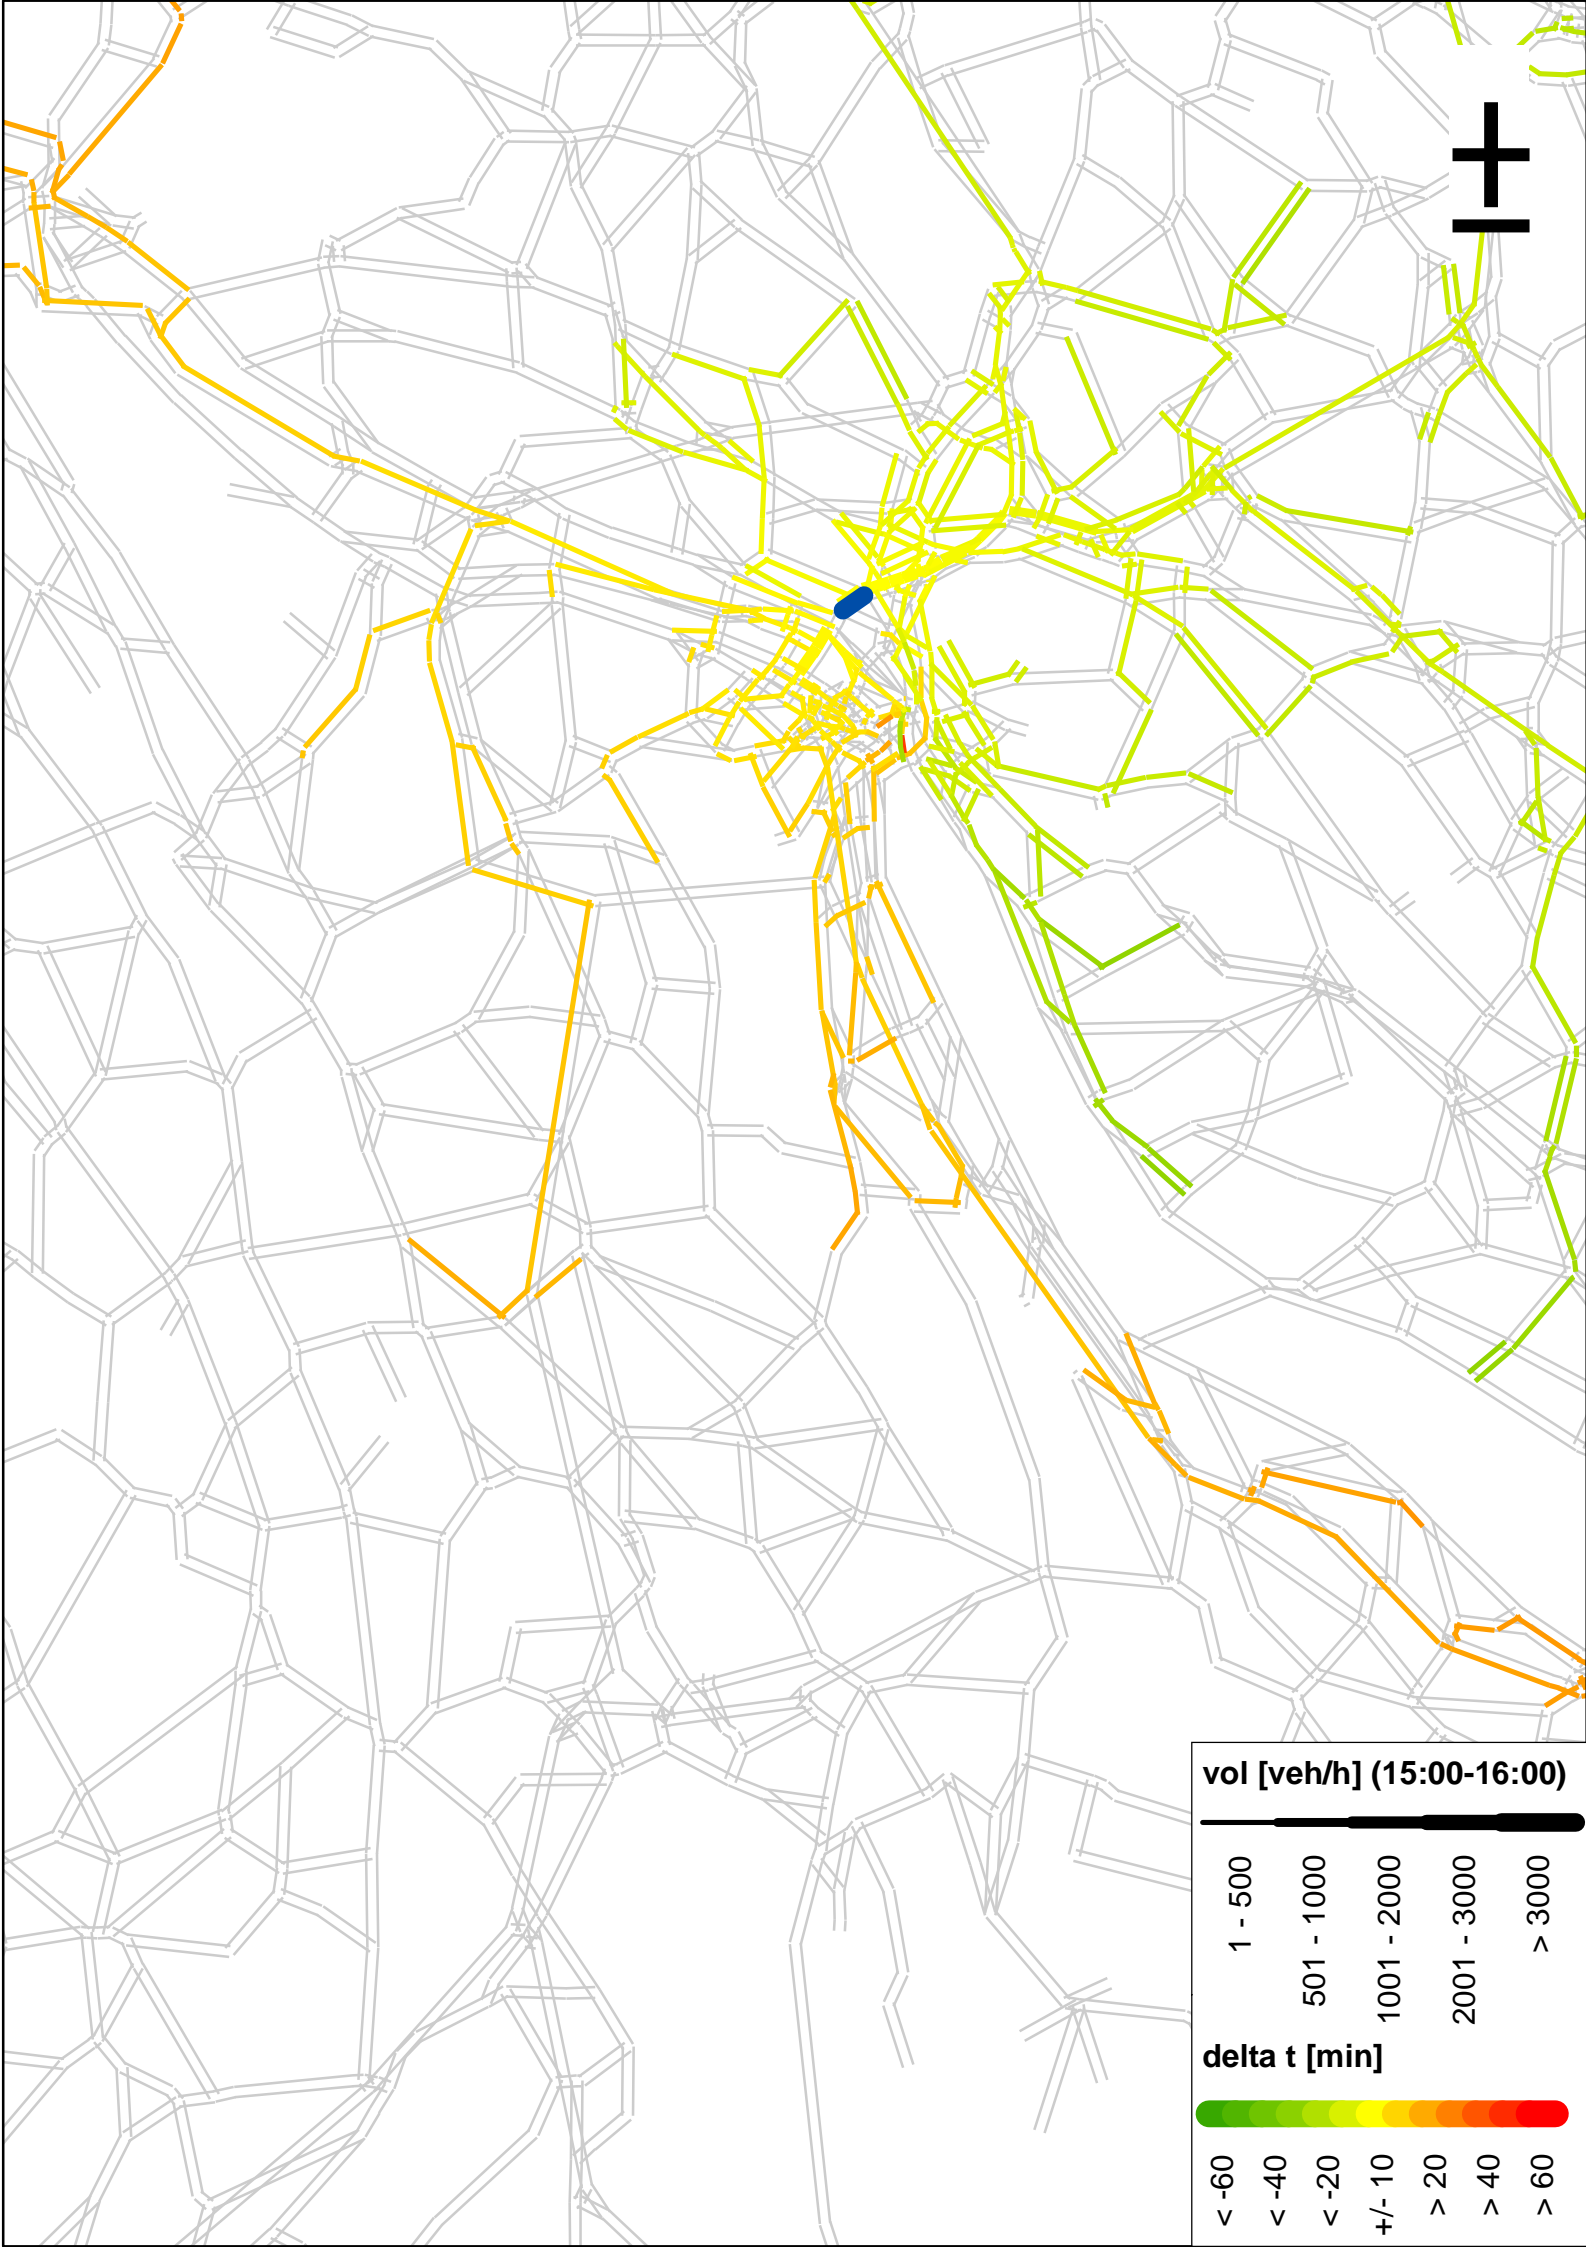 vol [veh/h] (15:00-16:00)
1 - 500
501 - 1000
1001 - 2000
2001 - 3000
> 3000
delta t [min]
< -60
< -40
< -20
+/- 10
> 20
> 40
> 60